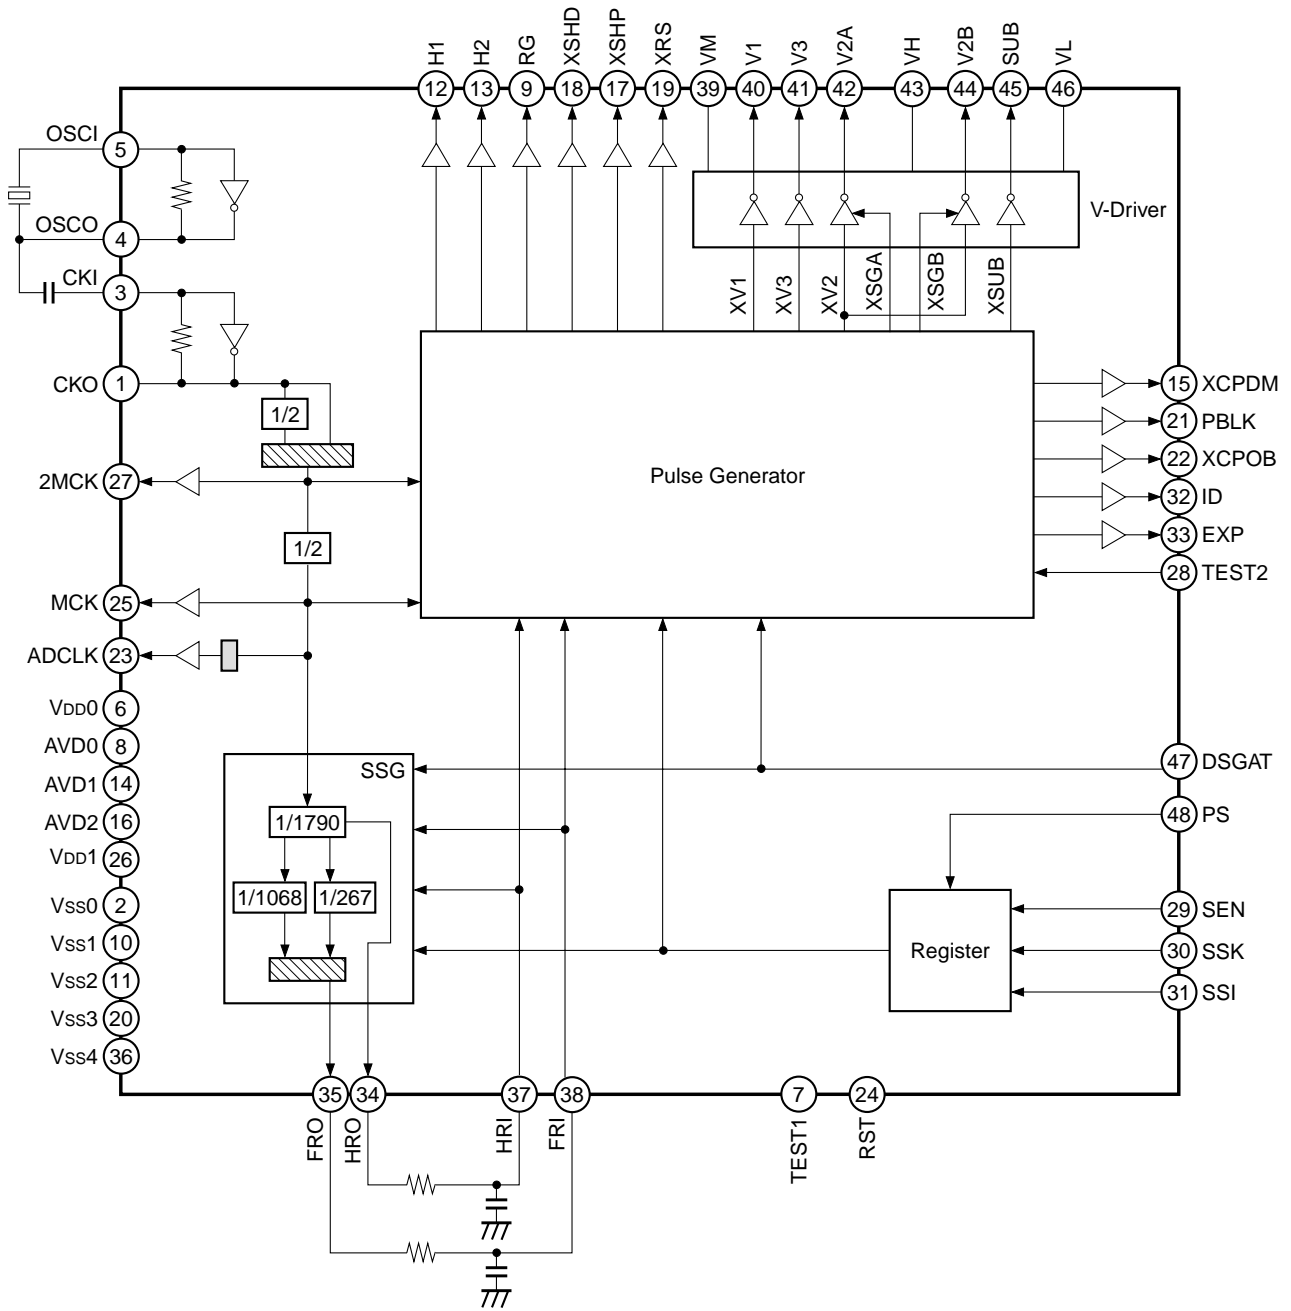 H1
H2
RG
XSHD
XSHP
XRS
VM
V1
V3
V2A
VH
V2B
SUB
VL
12
13
9
18
17
19
39
40
41
42
43
44
45
46
OSCI
5
OSCO
4
CKI
3
CKO
1
1/2
2MCK
27
1/2
MCK
25
ADCLK
23
VDD0
6
AVD0
8
AVD1
14
AVD2
16
VDD1
26
VSS0
2
VSS1
10
VSS2
11
VSS3
20
VSS4
36
V-Driver
XV1
XV3
XV2
XSGA
XSGB
XSUB
Pulse Generator
15
XCPDM
21
PBLK
22
XCPOB
32
ID
33
EXP
28
TEST2
47
DSGAT
48
PS
29
SEN
30
SSK
31
SSI
Register
SSG
1/1790
1/1068
1/267
35
34
37
38
7
24
FRO
HRO
HRI
FRI
TEST1
RST